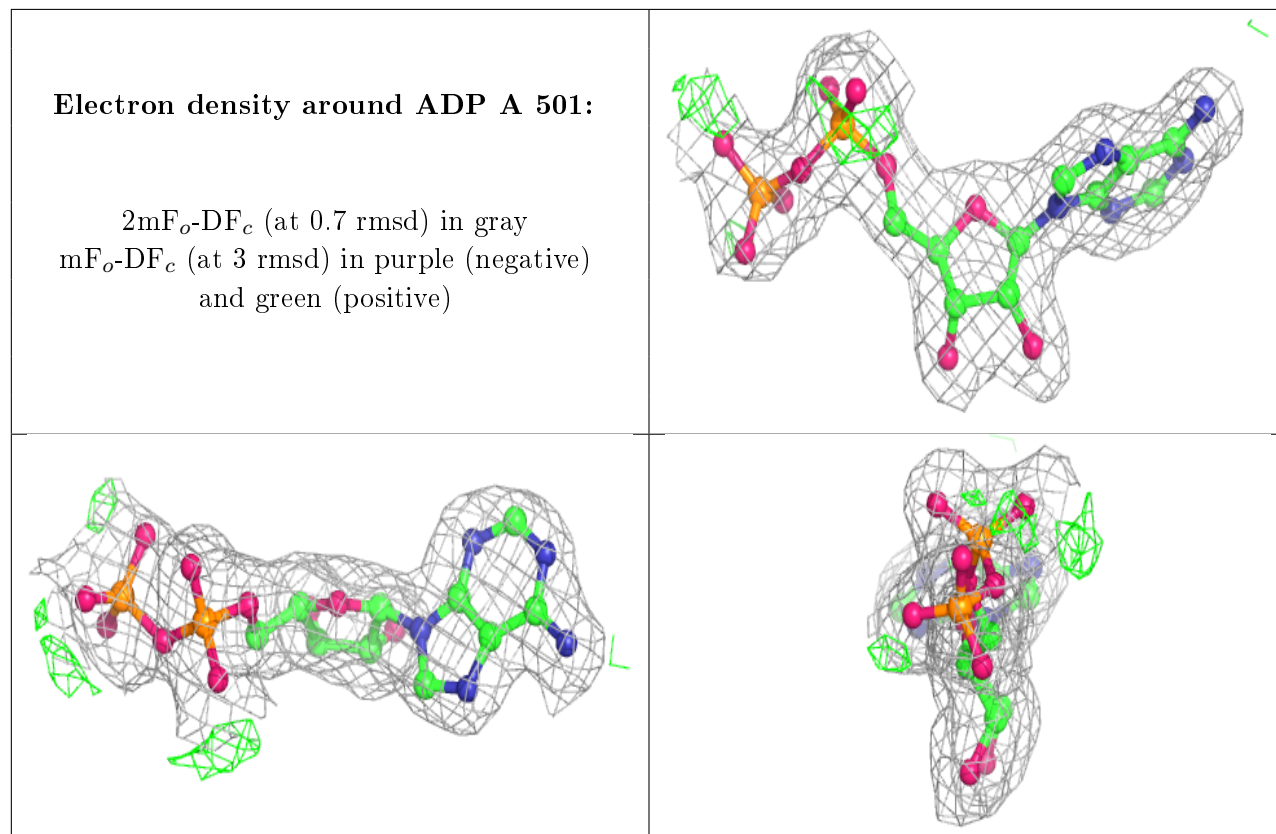 Electron density around ADP A 501:
2mFₒ-DF𝒸 (at 0.7 rmsd) in gray
mFₒ-DF𝒸 (at 3 rmsd) in purple (negative)
and green (positive)